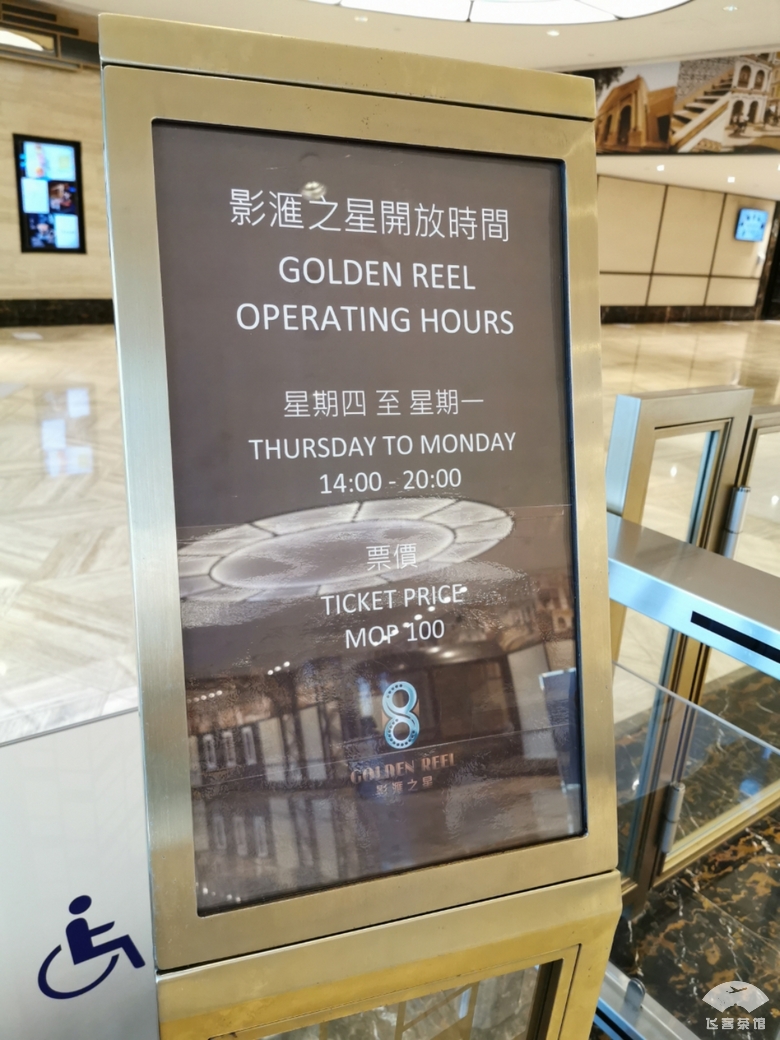 影滙之星開放時間
GOLDEN REEL
OPERATING HOURS
星期四 至 星期一
THURSDAY TO MONDAY
14:00 - 20:00
票價
TICKET PRICE
MOP 100
8
GOLDEN REEL
影滙之星
飞客茶馆